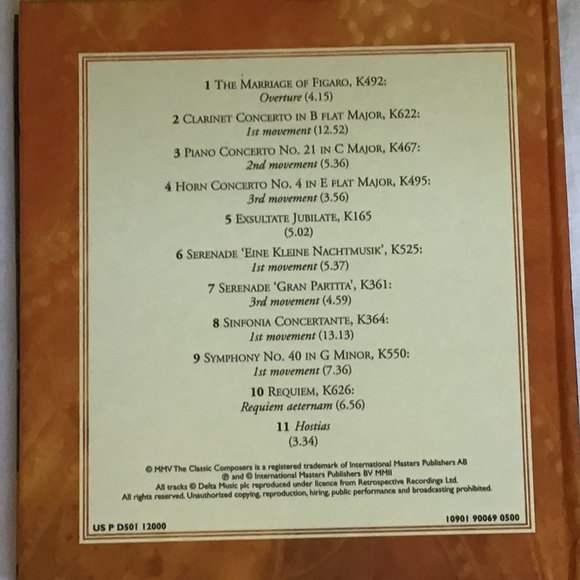 1 THE MARRIAGE OF FIGARO, K492:
Overture (4.15)
2 CLARINET CONCERTO IN B FLAT MAJOR, K622:
1st movement (12.52)
3 PIANO CONCERTO NO. 21 IN C MAJOR, K467:
2nd movement (5.36)
4 HORN CONCERTO NO. 4 IN E FLAT MAJOR, K495:
3rd movement (3.56)
5 EXSULTATE JUBILATE, K165
(5.02)
6 SERENADE ‘EINE KLEINE NACHTMUSIK’, K525:
1st movement (5.37)
7 SERENADE ‘GRAN PARTITA’, K361:
3rd movement (4.59)
8 SINFONIA CONCERTANTE, K364:
1st movement (13.13)
9 SYMPHONY NO. 40 IN G MINOR, K550:
1st movement (7.36)
10 REQUIEM, K626:
Requiem aeternam (6.56)
11 Hostias
(3.34)
© MMV The Classic Composers is a registered trademark of International Masters Publishers AB
℗ and © International Masters Publishers BV MMIII
All tracks © Delta Music plc reproduced under licence from Retrospective Recordings Ltd.
All rights reserved. Unauthorized copying, reproduction, hiring, public performance and broadcasting prohibited.
US P D501 12000
10901 90069 0500